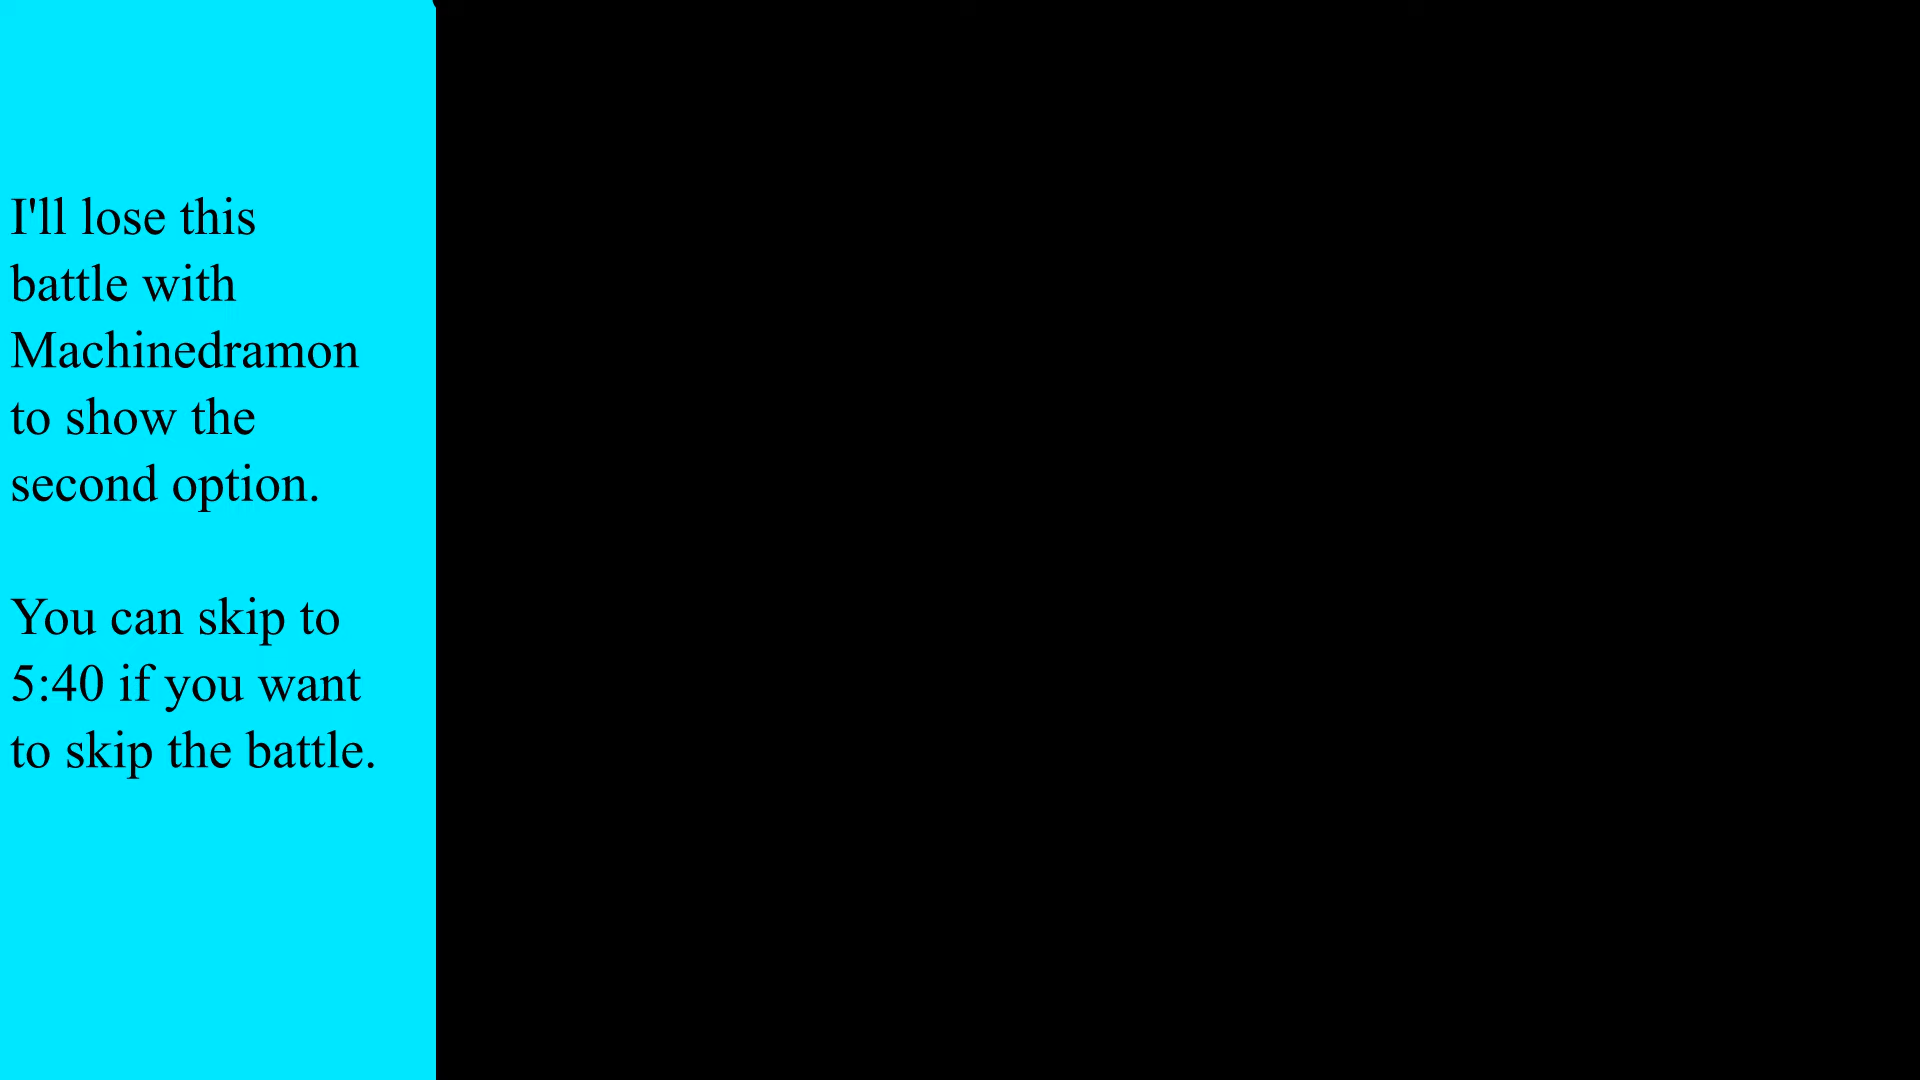 I'll lose this
battle with
Machinedramon
to show the
second option.
You can skip to
5:40 if you want
to skip the battle.